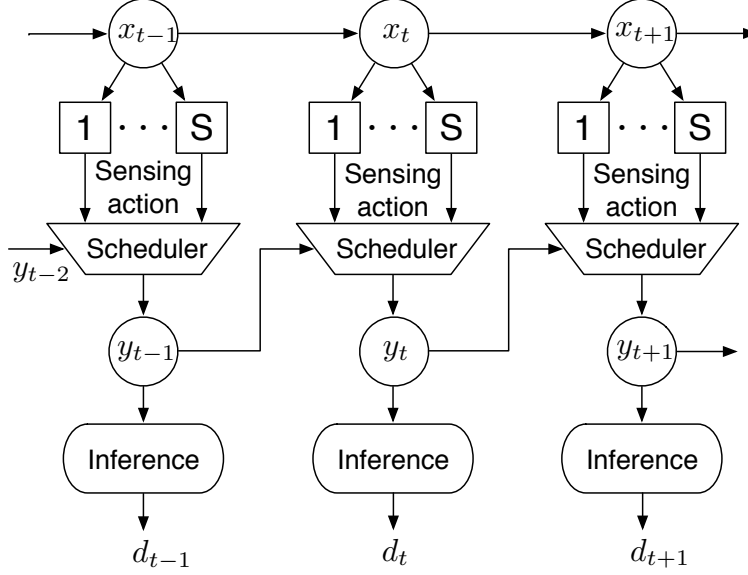 x_{t−1} x_t x_{t+1}
1 · · · S 1 · · · S 1 · · · S
Sensing action Sensing action Sensing action
Scheduler Scheduler Scheduler
y_{t−2}
y_{t−1} y_t y_{t+1}
Inference Inference Inference
d_{t−1} d_t d_{t+1}